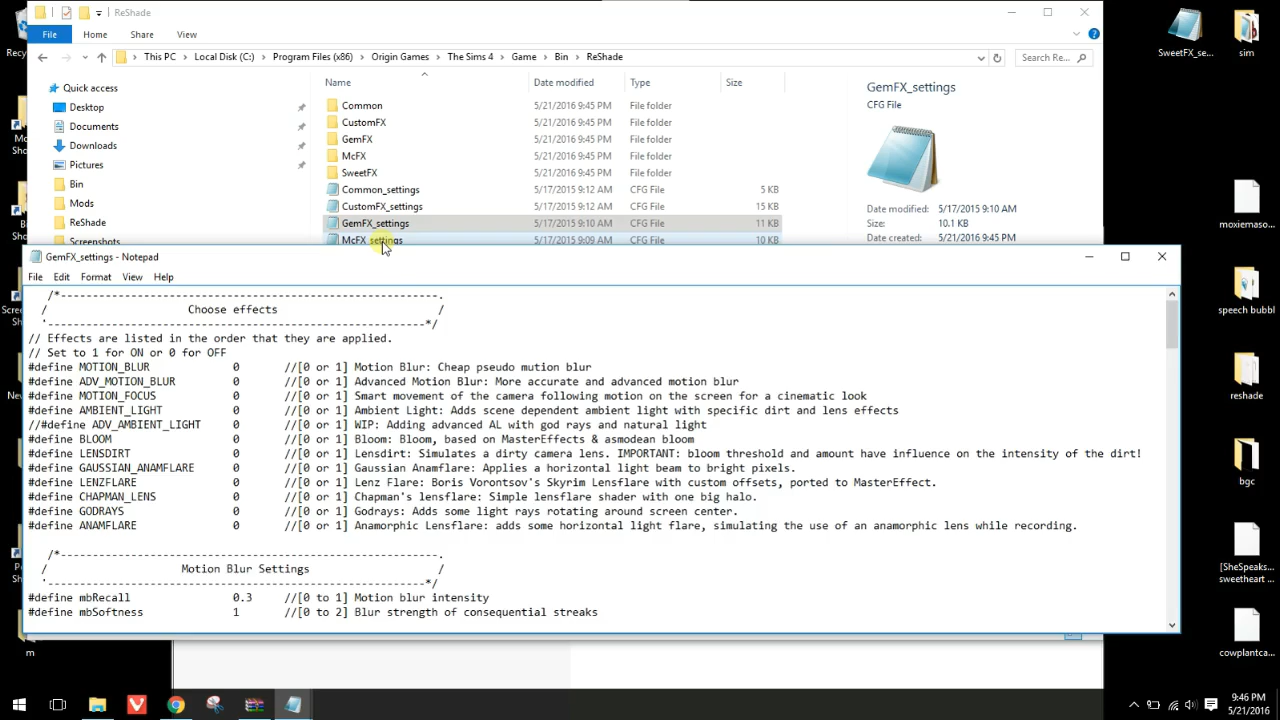 ReShade
File Home Share View
This PC Local Disk (C:) Program Files (x86) Origin Games The Sims 4 Game Bin ReShade
Search Re...
Name Date modified Type Size
Quick access
Desktop
Documents
Downloads
Pictures
Bin
Mods
ReShade
Screenshots
Common 5/21/2016 9:45 PM File folder
CustomFX 5/21/2016 9:45 PM File folder
GemFX 5/21/2016 9:45 PM File folder
McFX 5/21/2016 9:45 PM File folder
SweetFX 5/21/2016 9:45 PM File folder
Common_settings 5/17/2015 9:12 AM CFG File 5 KB
CustomFX_settings 5/17/2015 9:12 AM CFG File 15 KB
GemFX_settings 5/17/2015 9:10 AM CFG File 11 KB
McFX_settings 5/17/2015 9:09 AM CFG File 10 KB
GemFX_settings
CFG File
Date modified: 5/17/2015 9:10 AM
Size: 10.1 KB
Date created: 5/21/2016 9:45 PM
GemFX_settings - Notepad
File Edit Format View Help
/*-----------------------------------------------------------.
/ Choose effects /
'-----------------------------------------------------------*/
// Effects are listed in the order that they are applied.
// Set to 1 for ON or 0 for OFF
#define MOTION_BLUR 0 //[0 or 1] Motion Blur: Cheap pseudo mution blur
#define ADV_MOTION_BLUR 0 //[0 or 1] Advanced Motion Blur: More accurate and advanced motion blur
#define MOTION_FOCUS 0 //[0 or 1] Smart movement of the camera following motion on the screen for a cinematic look
#define AMBIENT_LIGHT 0 //[0 or 1] Ambient Light: Adds scene dependent ambient light with specific dirt and lens effects
//#define ADV_AMBIENT_LIGHT 0 //[0 or 1] WIP: Adding advanced AL with god rays and natural light
#define BLOOM 0 //[0 or 1] Bloom: Bloom, based on MasterEffects & asmodean bloom
#define LENSDIRT 0 //[0 or 1] Lensdirt: Simulates a dirty camera lens. IMPORTANT: bloom threshold and amount have influence on the intensity of the dirt!
#define GAUSSIAN_ANAMFLARE 0 //[0 or 1] Gaussian Anamflare: Applies a horizontal light beam to bright pixels.
#define LENZFLARE 0 //[0 or 1] Lenz Flare: Boris Vorontsov's Skyrim Lensflare with custom offsets, ported to MasterEffect.
#define CHAPMAN_LENS 0 //[0 or 1] Chapman's lensflare: Simple lensflare shader with one big halo.
#define GODRAYS 0 //[0 or 1] Godrays: Adds some light rays rotating around screen center.
#define ANAMFLARE 0 //[0 or 1] Anamorphic Lensflare: adds some horizontal light flare, simulating the use of an anamorphic lens while recording.
/*-----------------------------------------------------------.
/ Motion Blur Settings /
'-----------------------------------------------------------*/
#define mbRecall 0.3 //[0 to 1] Motion blur intensity
#define mbSoftness 1 //[0 to 2] Blur strength of consequential streaks
SweetFX_se...
sim
moxiemaso...
speech bubbl
reshade
bgc
[SheSpeaks...
sweetheart ...
cowplantca...
m
9:46 PM
5/21/2016